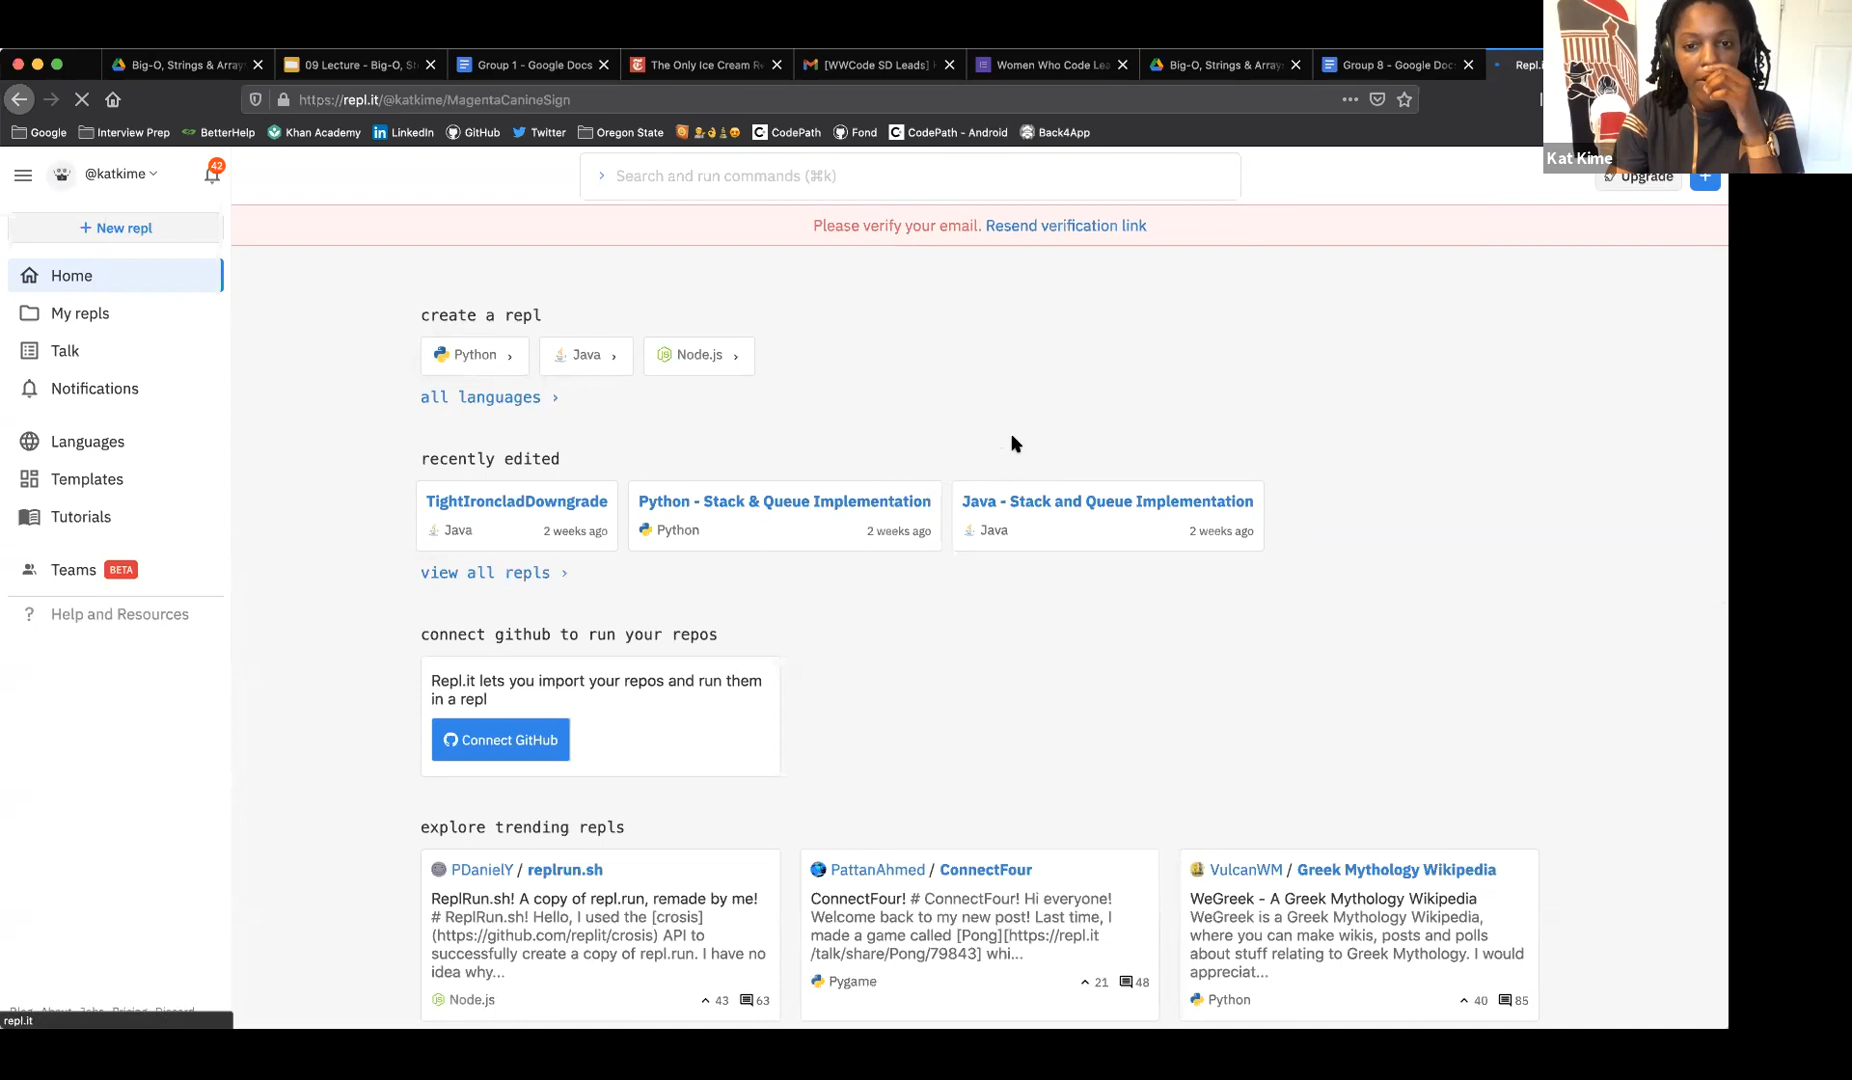 Big-O, Strings & Array
09 Lecture - Big-O, St
Group 1 - Google Docs
The Only Ice Cream Re
[WWCode SD Leads]
Women Who Code Lea
Big-O, Strings & Array
Group 8 - Google Doc
Repl.i
https://repl.it/@katkime/MagentaCanineSign
Google
Interview Prep
BetterHelp
Khan Academy
LinkedIn
GitHub
Twitter
Oregon State
CodePath
Fond
CodePath - Android
Back4App
Kat Kime
@katkime
42
Search and run commands (⌘k)
Upgrade
+
+ New repl
Please verify your email. Resend verification link
Home
My repls
Talk
Notifications
Languages
Templates
Tutorials
Teams BETA
? Help and Resources
create a repl
Python ›
Java ›
Node.js ›
all languages ›
recently edited
TightIroncladDowngrade
Java 2 weeks ago
Python - Stack & Queue Implementation
Python 2 weeks ago
Java - Stack and Queue Implementation
Java 2 weeks ago
view all repls ›
connect github to run your repos
Repl.it lets you import your repos and run them
in a repl
Connect GitHub
explore trending repls
PDanielY / replrun.sh
ReplRun.sh! A copy of repl.run, remade by me!
# ReplRun.sh! Hello, I used the [crosis]
(https://github.com/replit/crosis) API to
successfully create a copy of repl.run. I have no
idea why...
Node.js
43 63
PattanAhmed / ConnectFour
ConnectFour! # ConnectFour! Hi everyone!
Welcome back to my new post! Last time, I
made a game called [Pong][https://repl.it
/talk/share/Pong/79843] whi...
Pygame
21 48
VulcanWM / Greek Mythology Wikipedia
WeGreek - A Greek Mythology Wikipedia
WeGreek is a Greek Mythology Wikipedia,
where you can make wikis, posts and polls
about stuff relating to Greek Mythology. I would
appreciat...
Python
40 85
repl.it